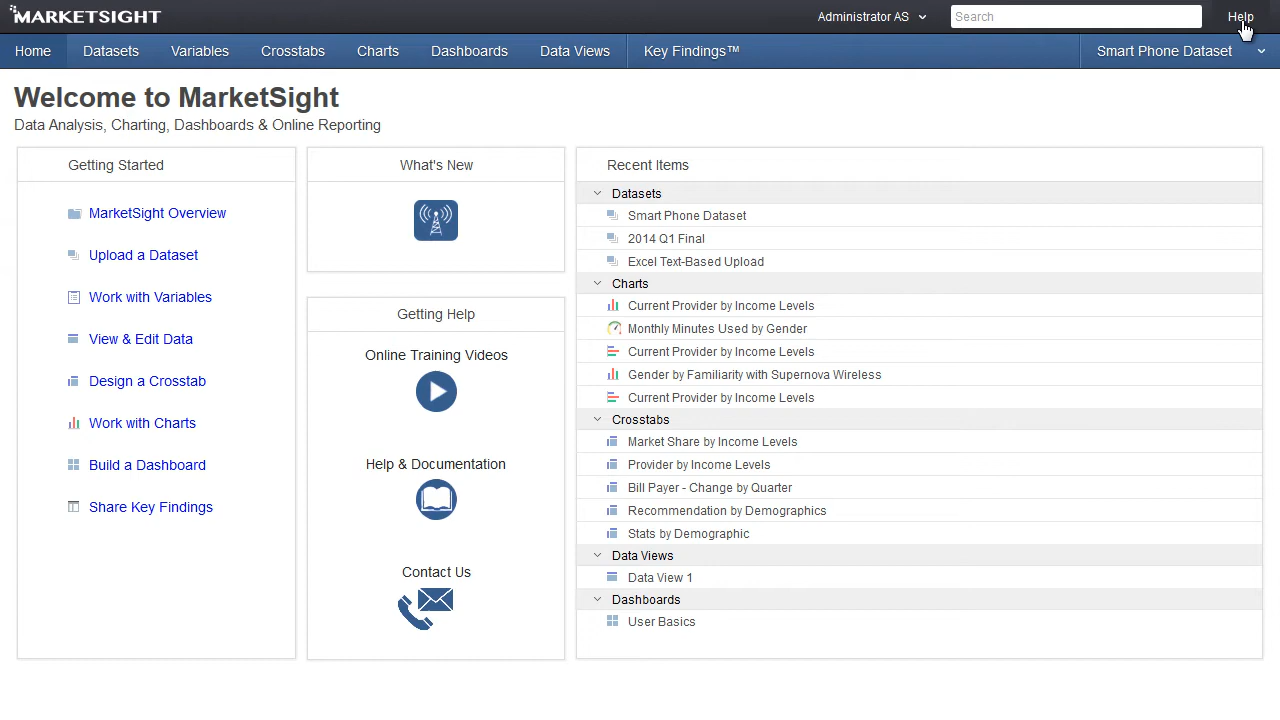 MARKETSIGHT
Administrator AS
Search
Help
Home
Datasets
Variables
Crosstabs
Charts
Dashboards
Data Views
Key Findings™
Smart Phone Dataset
Welcome to MarketSight
Data Analysis, Charting, Dashboards & Online Reporting
Getting Started
MarketSight Overview
Upload a Dataset
Work with Variables
View & Edit Data
Design a Crosstab
Work with Charts
Build a Dashboard
Share Key Findings
What's New
Getting Help
Online Training Videos
Help & Documentation
Contact Us
Recent Items
Datasets
Smart Phone Dataset
2014 Q1 Final
Excel Text-Based Upload
Charts
Current Provider by Income Levels
Monthly Minutes Used by Gender
Current Provider by Income Levels
Gender by Familiarity with Supernova Wireless
Current Provider by Income Levels
Crosstabs
Market Share by Income Levels
Provider by Income Levels
Bill Payer - Change by Quarter
Recommendation by Demographics
Stats by Demographic
Data Views
Data View 1
Dashboards
User Basics